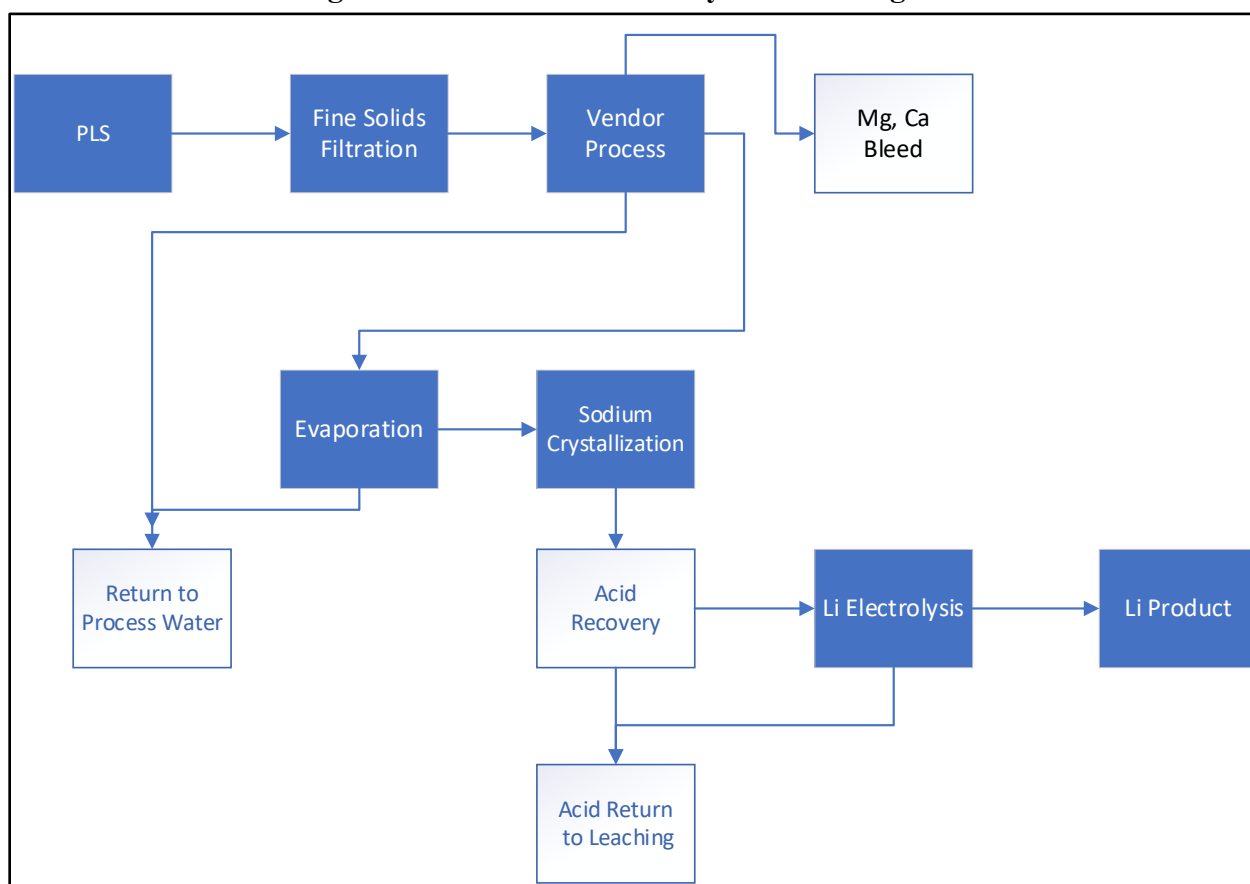 PLS
Fine Solids
Filtration
Vendor
Process
Mg, Ca
Bleed
Evaporation
Sodium
Crystallization
Return to
Process Water
Acid
Recovery
Li Electrolysis
Li Product
Acid Return
to Leaching